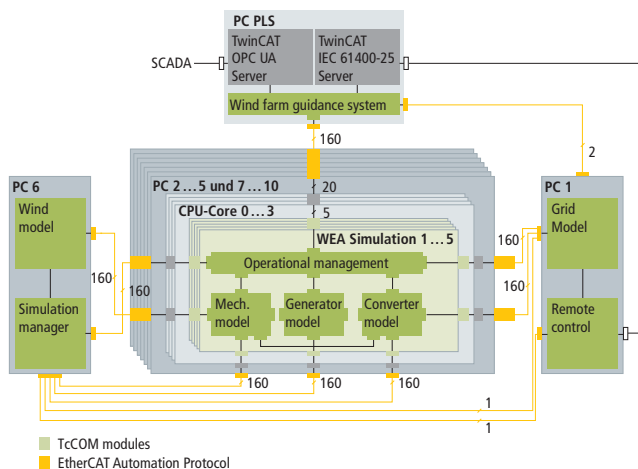 PC PLS
TwinCAT
OPC UA
Server
TwinCAT
IEC 61400-25
Server
SCADA
Wind farm guidance system
160
2
PC 6
PC 2 ... 5 und 7 ... 10
20
PC 1
CPU-Core 0 ... 3
5
Wind
model
WEA Simulation 1 ... 5
Grid
Model
160
Operational management
160
160
160
Simulation
manager
Mech.
model
Generator
model
Converter
model
Remote
control
160
160
160
1
1
TcCOM modules
EtherCAT Automation Protocol